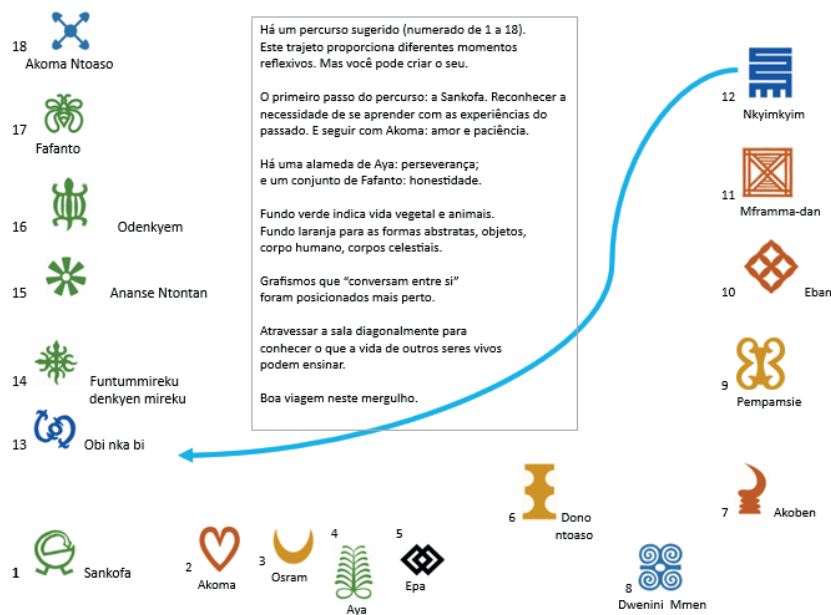 Há um percurso sugerido (numerado de 1 a 18).
Este trajeto proporciona diferentes momentos
reflexivos. Mas você pode criar o seu.
O primeiro passo do percurso: a Sankofa. Reconhecer a
necessidade de se aprender com as experiências do
passado. E seguir com Akoma: amor e paciência.
Há uma alameda de Aya: perseverança;
e um conjunto de Fafanto: honestidade.
Fundo verde indica vida vegetal e animais.
Fundo laranja para as formas abstratas, objetos,
corpo humano, corpos celestiais.
Grafismos que “conversam entre si”
foram posicionados mais perto.
Atravessar a sala diagonalmente para
conhecer o que a vida de outros seres vivos
podem ensinar.
Boa viagem neste mergulho.
18
Akoma Ntoaso
17
Fafanto
16 Odenkyem
15 Ananse Ntontan
14 Funtummireku
denkyen mireku
13 Obi nka bi
1 Sankofa
2
Akoma
3
Osram
4
Aya
5
Epa
6 Dono
ntoaso
7 Akoben
8
Dwenini Mmen
9
Pempamsie
10 Eban
11
Mframma-dan
12
Nkyimkyim